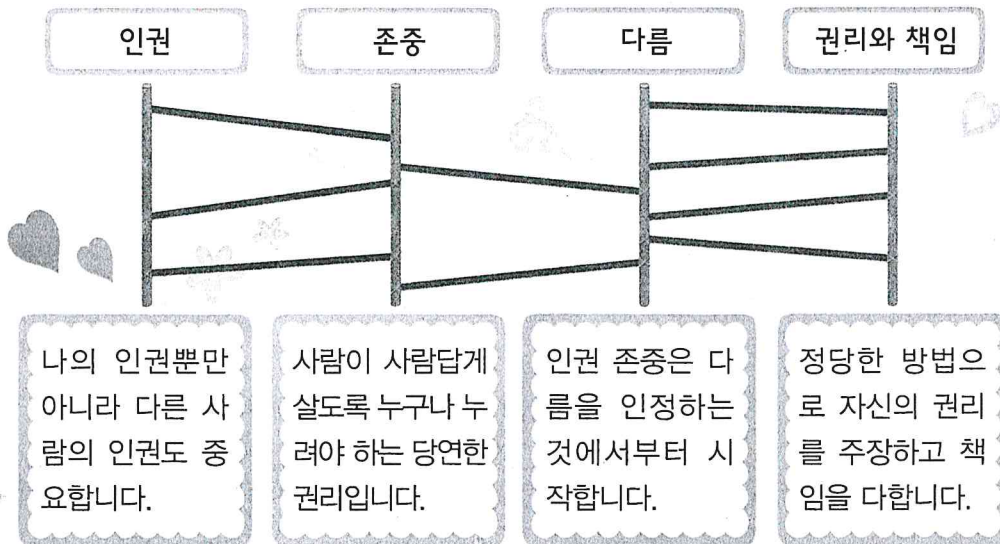 인권
존중
다름
권리와 책임
나의 인권뿐만
아니라 다른 사
람의 인권도 중
요합니다.
사람이 사람답게
살도록 누구나 누
려야 하는 당연한
권리입니다.
인권 존중은 다
름을 인정하는
것에서부터 시
작합니다.
정당한 방법으
로 자신의 권리
를 주장하고 책
임을 다합니다.